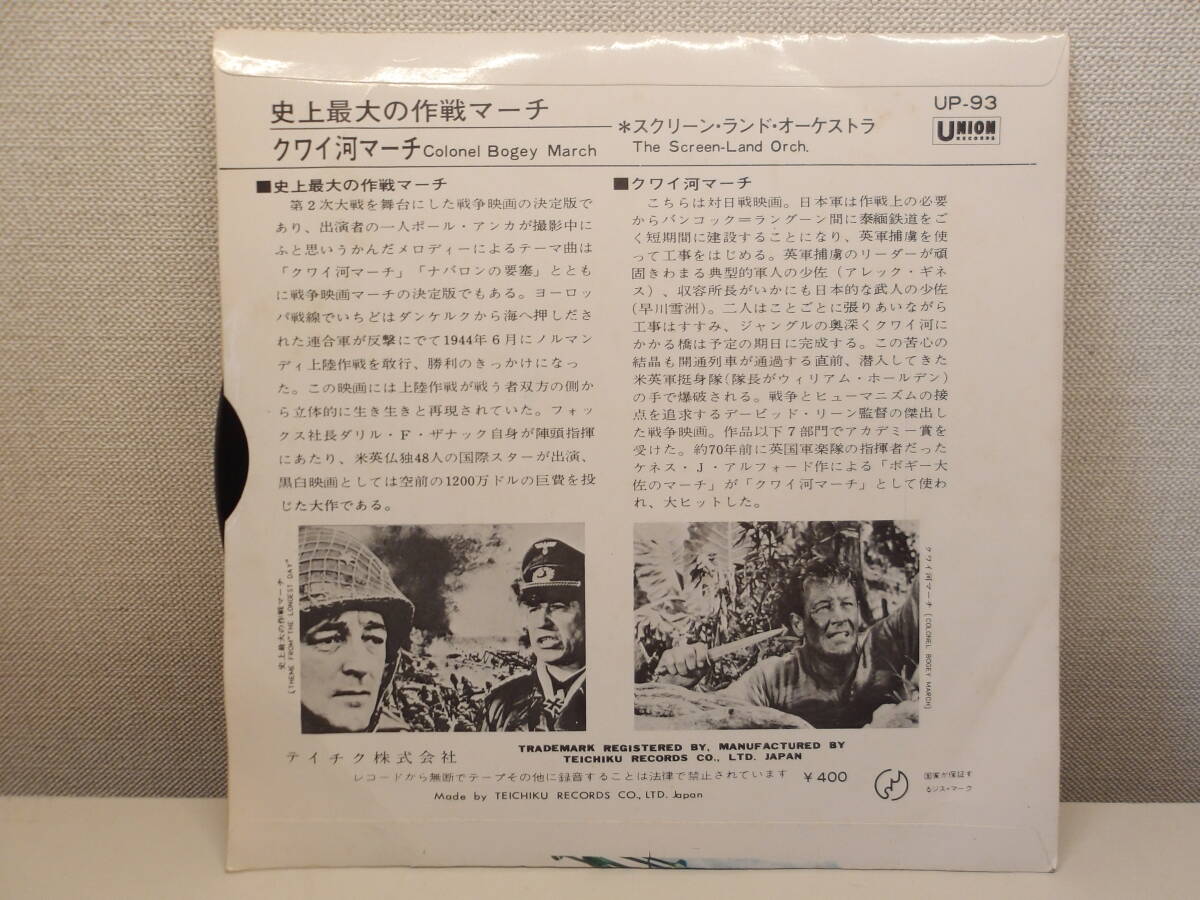 史上最大の作戦マーチ
クワイ河マーチ Colonel Bogey March
*スクリーン・ランド・オーケストラ
The Screen-Land Orch.
UP-93
UNION
RECORDS
■史上最大の作戦マーチ
第2次大戦を舞台にした戦争映画の決定版で
あり、出演者の一人ポール・アンカが撮影中に
ふと思いうかんだメロディーによるテーマ曲は
「クワイ河マーチ」「ナバロンの要塞」ととも
に戦争映画マーチの決定版でもある。ヨーロッ
パ戦線でいちどはダンケルクから海へ押しださ
れた連合軍が反撃にでて1944年6月にノルマン
ディ上陸作戦を敢行、勝利のきっかけになっ
た。この映画には上陸作戦が戦う者双方の側か
ら立体的に生き生きと再現されていた。フォッ
クス社長ダリル・F・ザナック自身が陣頭指揮
にあたり、米英仏独48人の国際スターが出演、
黒白映画としては空前の1200万ドルの巨費を投
じた大作である。
■クワイ河マーチ
こちらは対日戦映画。日本軍は作戦上の必要
からバンコック=ラングーン間に泰緬鉄道をご
く短期間に建設することになり、英軍捕虜を使
って工事をはじめる。英軍捕虜のリーダーが頑
固きわまる典型的軍人の少佐(アレック・ギネ
ス)、収容所長がいかにも日本的な武人の少佐
(早川雪洲)。二人はことごとに張りあいながら
工事はすすみ、ジャングルの奥深くクワイ河に
かかる橋は予定の期日に完成する。この苦心の
結晶も開通列車が通過する直前、潜入してきた
米英軍挺身隊(隊長がウィリアム・ホールデン)
の手で爆破される。戦争とヒューマニズムの接
点を追求するデービッド・リーン監督の傑出し
た戦争映画。作品以下7部門でアカデミー賞を
受けた。約70年前に英国軍楽隊の指揮者だった
ケネス・J・アルフォード作による「ボギー大
佐のマーチ」が「クワイ河マーチ」として使わ
れ、大ヒットした。
史上最大の作戦マーチ
(THEME FROM "THE LONGEST DAY")
クワイ河マーチ (COLONEL BOGEY MARCH)
テイチク株式会社
TRADEMARK REGISTERED BY, MANUFACTURED BY
TEICHIKU RECORDS CO., LTD. JAPAN
レコードから無断でテープその他に録音することは法律で禁止されています ¥400
Made by TEICHIKU RECORDS CO., LTD. Japan
国家が保証す
るジス・マーク